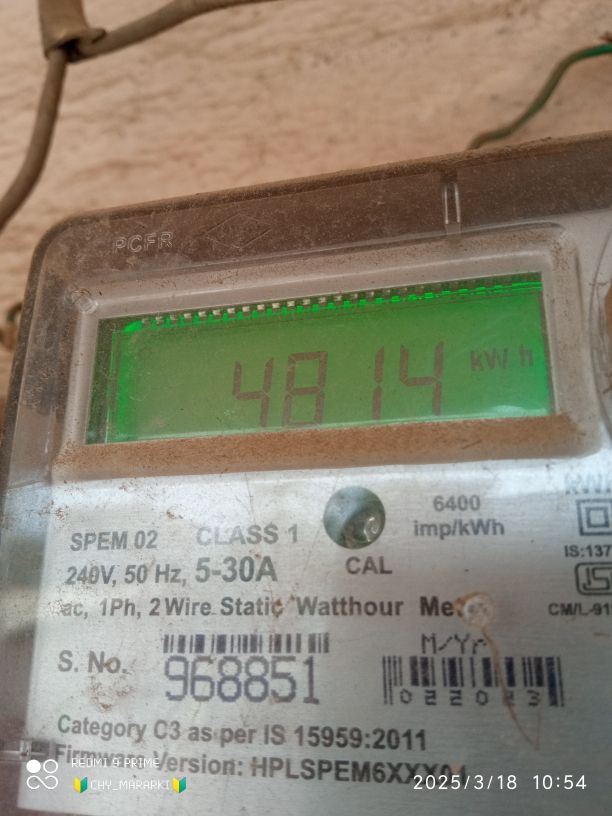 PCFR
4814 kWh
SPEM 02 CLASS 1 6400
imp/kWh
240V, 50 Hz, 5-30A CAL IS:137
ac, 1Ph, 2 Wire Static Watthour
M/Yr
S. No. 968851
Category C3 as per IS 15959:2011
Firmware Version:
REDMI 9 PRIME
🔰CHY_MARAPKI🔰 2025/3/18 10:54